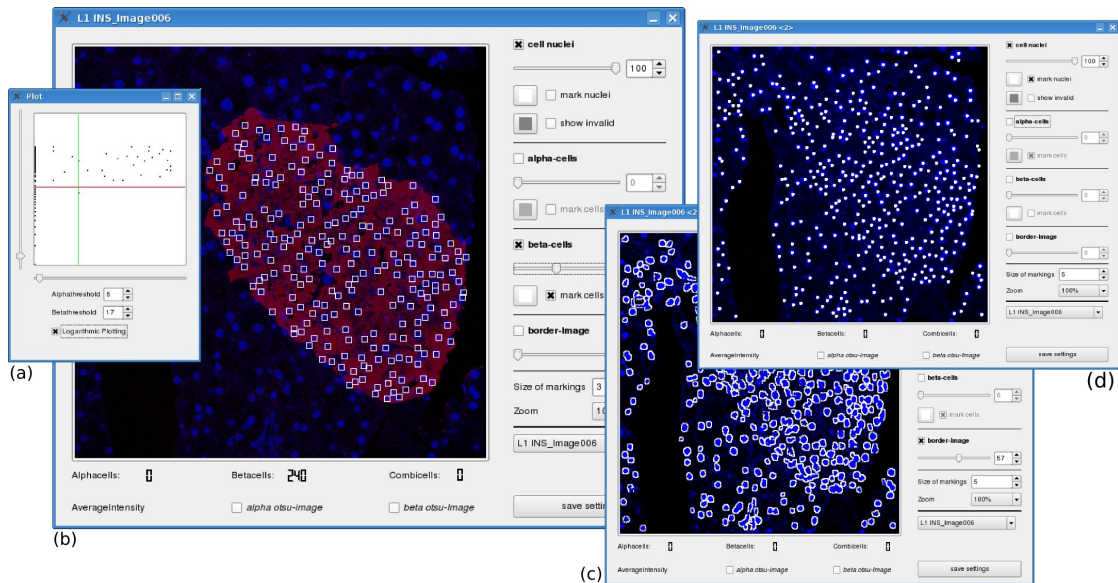 L1 INS_Image006
cell nuclei
100
mark nuclei
show invalid
alpha-cells
0
mark cells
beta-cells
mark cells
border-Image
Size of markings 3
Zoom 10
L1 INS_Image006
Alphacells: 0 Betacells: 240 Combicells: 0
AverageIntensity alpha otsu-image beta otsu-Image
save settin
(b)
Plot
Alphathreshold 5
Betathreshold 17
Logarithmic Plotting
(a)
L1 INS_Image006 <2>
cell nuclei
100
mark nuclei
show invalid
alpha-cells
0
mark cells
beta-cells
0
mark cells
border-Image
0
Size of markings 5
Zoom 100%
L1 INS_Image006
Alphacells: 0 Betacells: 0 Combicells: 0
AverageIntensity alpha otsu-image beta otsu-Image
save settings
(d)
L1 INS_Image006 <2
beta-cells
0
mark cells
border-Image
57
Size of markings 5
Zoom 100%
L1 INS_Image006
Alphacells: 0 Betacells: 0 Combicells: 0
AverageIntensity alpha otsu-image beta otsu-Image
save settings
(c)